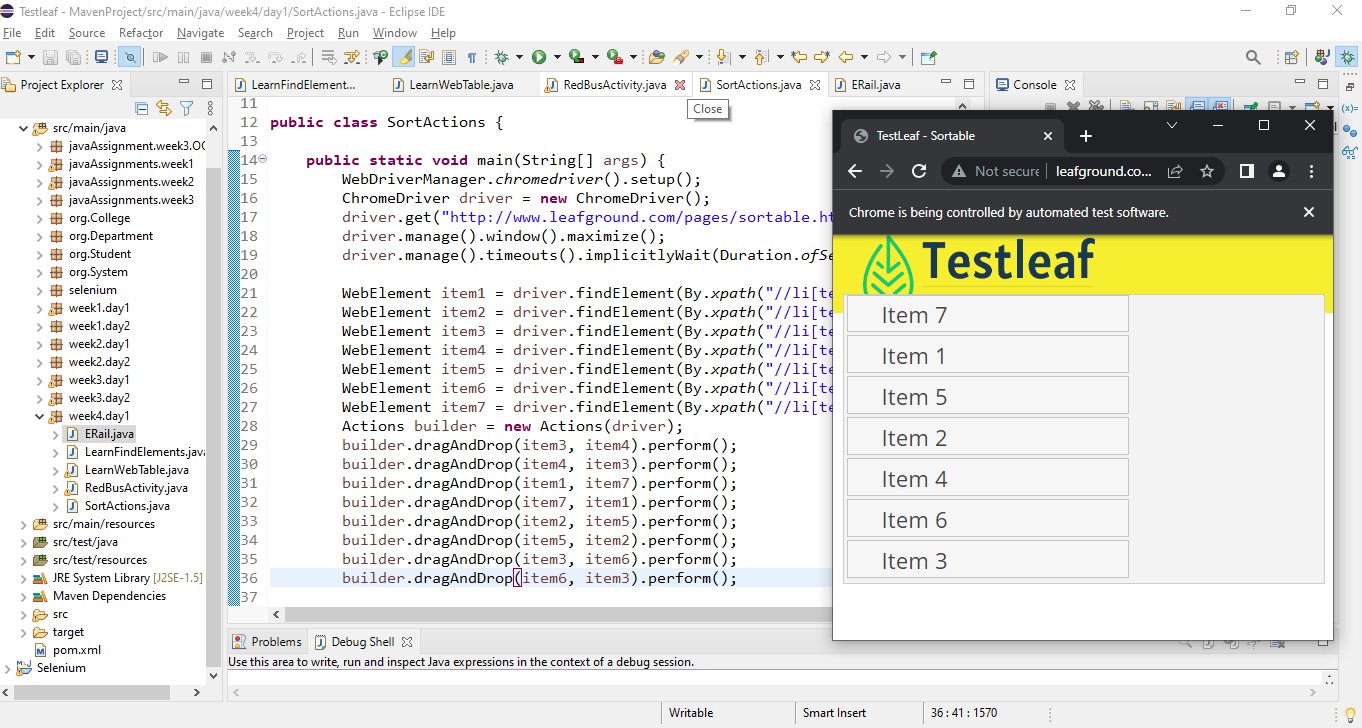 Testleaf - MavenProject/src/main/java/week4/day1/SortActions.java - Eclipse IDE
File Edit Source Refactor Navigate Search Project Run Window Help
Project Explorer
src/main/java
javaAssignment.week3.OO
javaAssignments.week1
javaAssignments.week2
javaAssignments.week3
org.College
org.Department
org.Student
org.System
selenium
week1.day1
week1.day2
week2.day1
week2.day2
week3.day1
week3.day2
week4.day1
ERail.java
LearnFindElements.java
LearnWebTable.java
RedBusActivity.java
SortActions.java
src/main/resources
src/test/java
src/test/resources
JRE System Library [J2SE-1.5]
Maven Dependencies
src
target
pom.xml
Selenium
LearnFindElement... LearnWebTable.java RedBusActivity.java SortActions.java ERail.java
Close
11
12 public class SortActions {
13
14 public static void main(String[] args) {
15 WebDriverManager.chromedriver().setup();
16 ChromeDriver driver = new ChromeDriver();
17 driver.get("http://www.leafground.com/pages/sortable.ht
18 driver.manage().window().maximize();
19 driver.manage().timeouts().implicitlyWait(Duration.ofSe
20
21 WebElement item1 = driver.findElement(By.xpath("//li[te
22 WebElement item2 = driver.findElement(By.xpath("//li[te
23 WebElement item3 = driver.findElement(By.xpath("//li[te
24 WebElement item4 = driver.findElement(By.xpath("//li[te
25 WebElement item5 = driver.findElement(By.xpath("//li[te
26 WebElement item6 = driver.findElement(By.xpath("//li[te
27 WebElement item7 = driver.findElement(By.xpath("//li[te
28 Actions builder = new Actions(driver);
29 builder.dragAndDrop(item3, item4).perform();
30 builder.dragAndDrop(item4, item3).perform();
31 builder.dragAndDrop(item1, item7).perform();
32 builder.dragAndDrop(item7, item1).perform();
33 builder.dragAndDrop(item2, item5).perform();
34 builder.dragAndDrop(item5, item2).perform();
35 builder.dragAndDrop(item3, item6).perform();
36 builder.dragAndDrop(item6, item3).perform();
37
Console
TestLeaf - Sortable
Not secure leafground.co...
Chrome is being controlled by automated test software.
Testleaf
Item 7
Item 1
Item 5
Item 2
Item 4
Item 6
Item 3
Problems Debug Shell
Use this area to write, run and inspect Java expressions in the context of a debug session.
Writable Smart Insert 36 : 41 : 1570